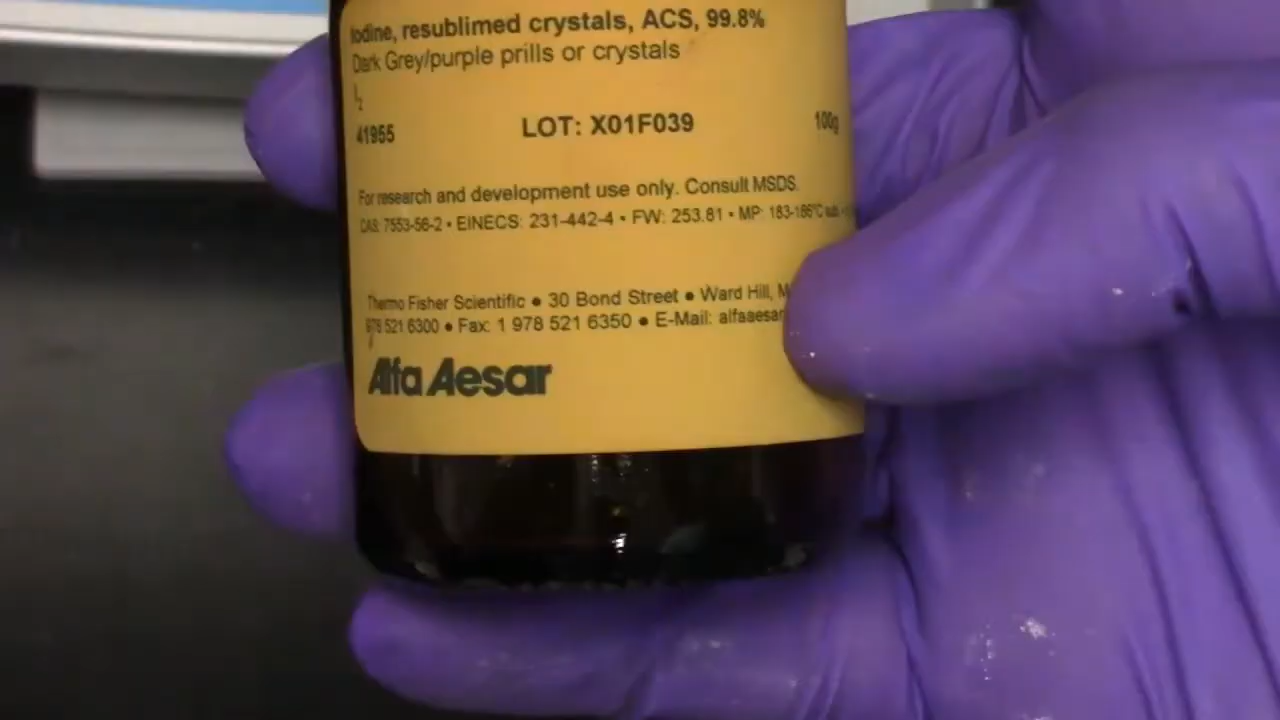 Iodine, resublimed crystals, ACS, 99.8%
Dark Grey/purple prills or crystals
I2
41955 LOT: X01F039 100g
For research and development use only. Consult MSDS.
CAS: 7553-56-2 • EINECS: 231-442-4 • FW: 253.81 • MP: 183-186°C sub.
Thermo Fisher Scientific ● 30 Bond Street ● Ward Hill, M
978 521 6300 ● Fax: 1 978 521 6350 ● E-Mail: alfaaesar
Alfa Aesar